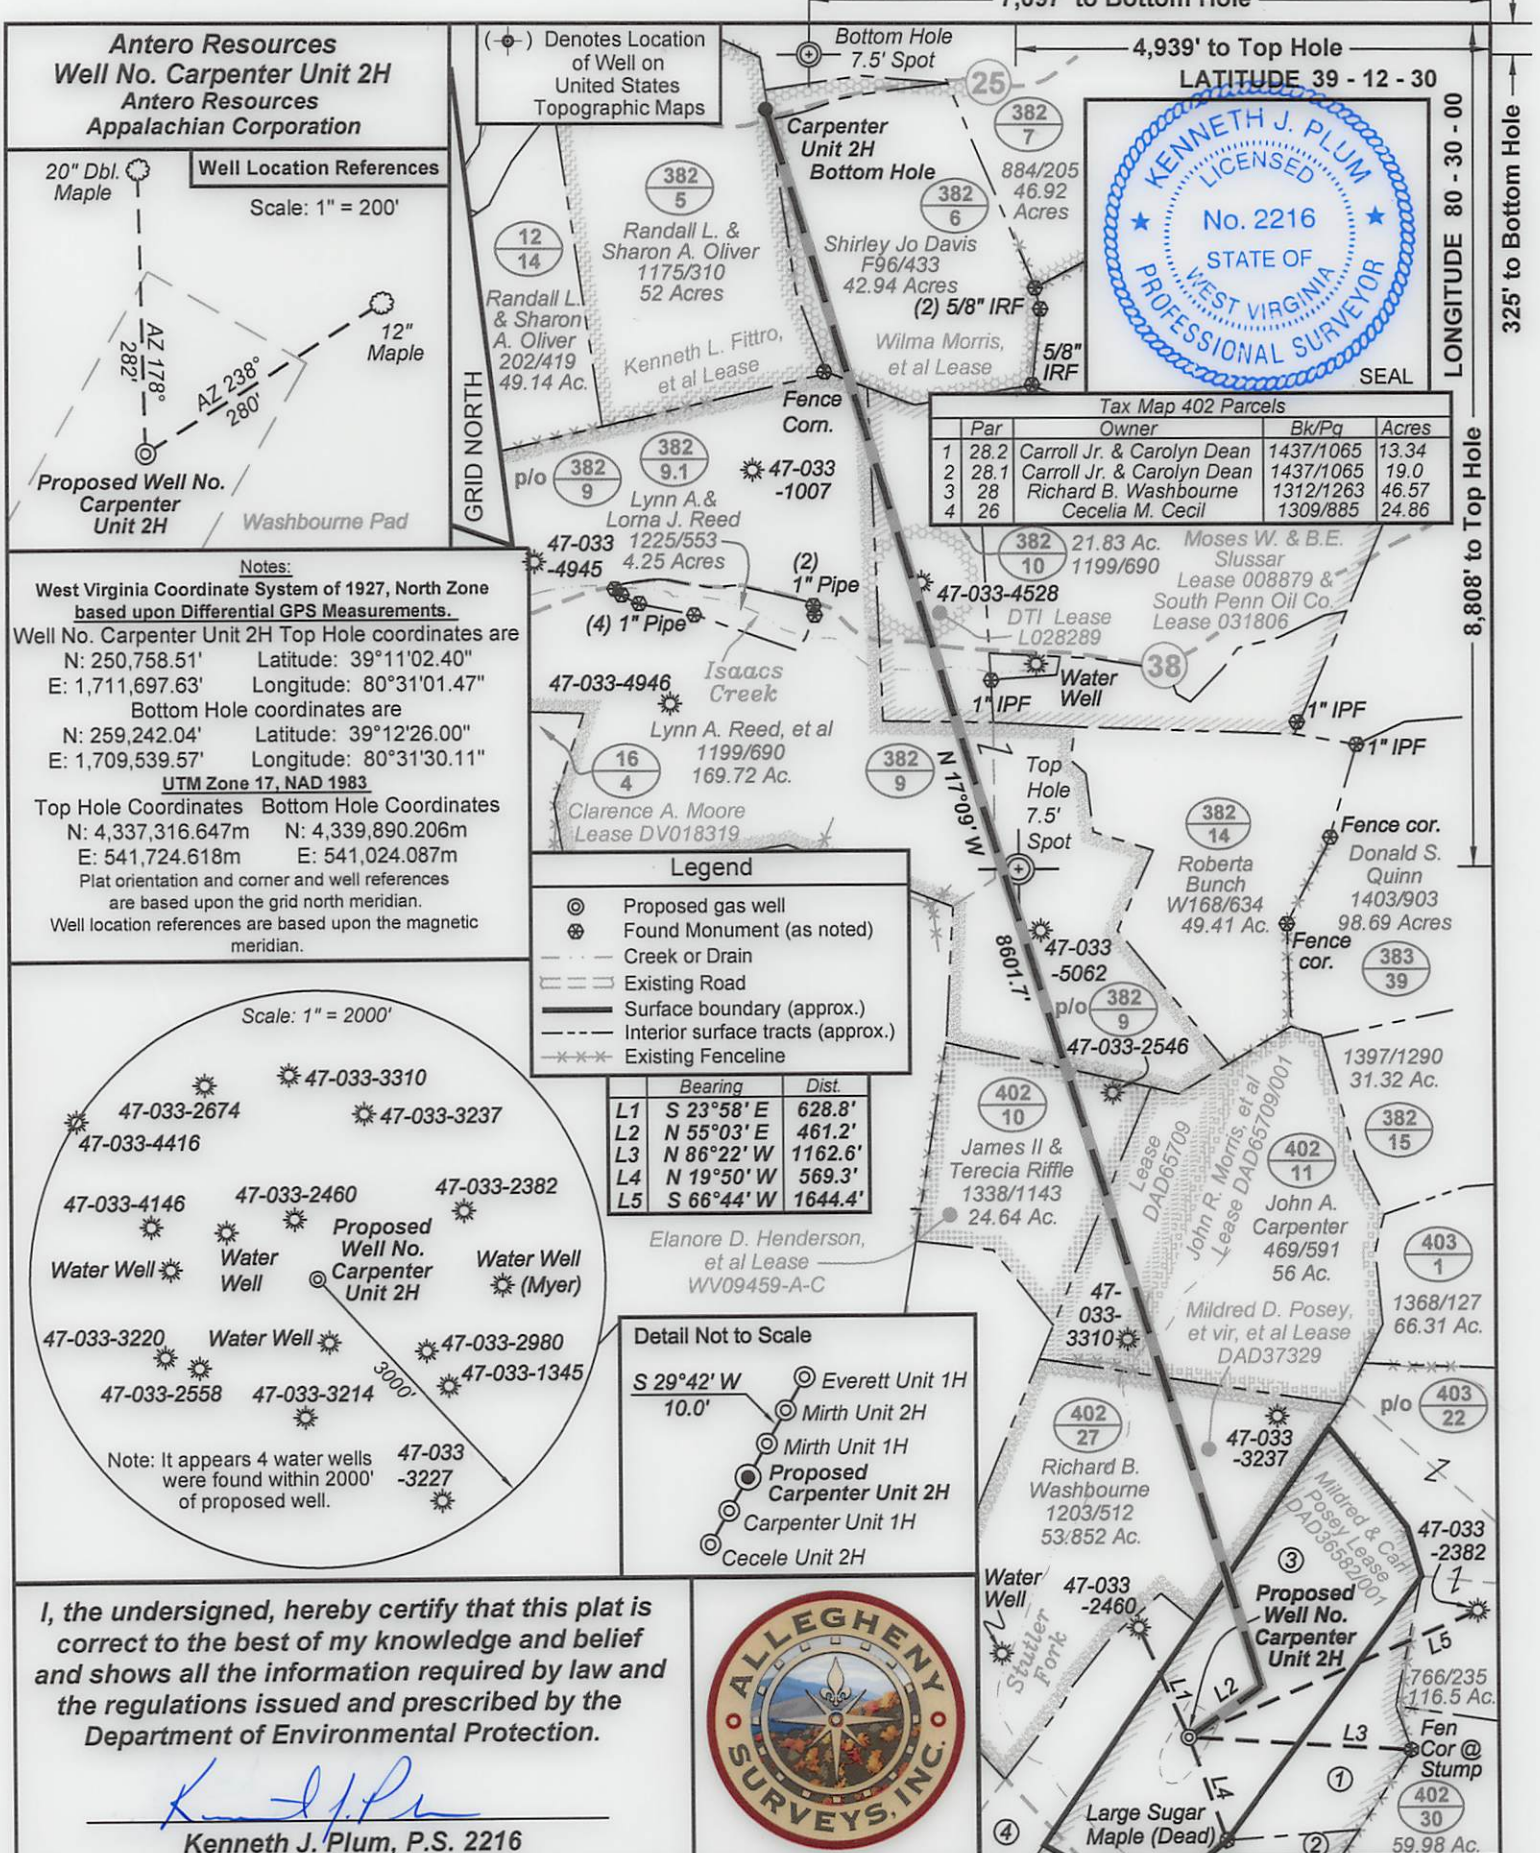 7,097' to Bottom Hole
Antero Resources
Well No. Carpenter Unit 2H
Antero Resources
Appalachian Corporation
Denotes Location
of Well on
United States
Topographic Maps
Bottom Hole
7.5' Spot
4,939' to Top Hole
LATITUDE 39 - 12 - 30
LONGITUDE 80 - 30 - 00
325' to Bottom Hole
8,808' to Top Hole
KENNETH J. PLUM
LICENSED
No. 2216
STATE OF
WEST VIRGINIA
PROFESSIONAL SURVEYOR
SEAL
Well Location References
Scale: 1" = 200'
20" Dbl.
Maple
12"
Maple
AZ 178°
282'
AZ 238°
280'
Proposed Well No.
Carpenter
Unit 2H
Washbourne Pad
GRID NORTH
25
Carpenter
Unit 2H
Bottom Hole
382
7
884/205
46.92
Acres
382
5
Randall L. &
Sharon A. Oliver
1175/310
52 Acres
382
6
Shirley Jo Davis
F96/433
42.94 Acres
(2) 5/8" IRF
12
14
Randall L.
& Sharon
A. Oliver
202/419
49.14 Ac.
Kenneth L. Fittro,
et al Lease
Wilma Morris,
et al Lease
5/8"
IRF
Fence
Corn.
Tax Map 402 Parcels
Par Owner Bk/Pg Acres
1 28.2 Carroll Jr. & Carolyn Dean 1437/1065 13.34
2 28.1 Carroll Jr. & Carolyn Dean 1437/1065 19.0
3 28 Richard B. Washbourne 1312/1263 46.57
4 26 Cecelia M. Cecil 1309/885 24.86
p/o 382
9
382
9.1
Lynn A.&
Lorna J. Reed
1225/553
4.25 Acres
47-033
-1007
47-033
-4945
(2)
1" Pipe
(4) 1" Pipe
Isaacs
Creek
47-033-4528
382
10
21.83 Ac.
1199/690
DTI Lease
L028289
Moses W. & B.E.
Slussar
Lease 008879 &
South Penn Oil Co.
Lease 031806
38
Water
Well
1" IPF
1" IPF
1" IPF
47-033-4946
Lynn A. Reed, et al
1199/690
169.72 Ac.
16
4
Clarence A. Moore
Lease DV018319
382
9
N 17°09' W
8601.7'
Top
Hole
7.5'
Spot
382
14
Roberta
Bunch
W168/634
49.41 Ac.
Fence cor.
Donald S.
Quinn
1403/903
98.69 Acres
Fence
cor.
383
39
47-033
-5062
p/o 382
9
47-033-2546
1397/1290
31.32 Ac.
382
15
Notes:
West Virginia Coordinate System of 1927, North Zone
based upon Differential GPS Measurements.
Well No. Carpenter Unit 2H Top Hole coordinates are
N: 250,758.51' Latitude: 39°11'02.40"
E: 1,711,697.63' Longitude: 80°31'01.47"
Bottom Hole coordinates are
N: 259,242.04' Latitude: 39°12'26.00"
E: 1,709,539.57' Longitude: 80°31'30.11"
UTM Zone 17, NAD 1983
Top Hole Coordinates Bottom Hole Coordinates
N: 4,337,316.647m N: 4,339,890.206m
E: 541,724.618m E: 541,024.087m
Plat orientation and corner and well references
are based upon the grid north meridian.
Well location references are based upon the magnetic
meridian.
Legend
Proposed gas well
Found Monument (as noted)
Creek or Drain
Existing Road
Surface boundary (approx.)
Interior surface tracts (approx.)
Existing Fenceline
Bearing Dist.
L1 S 23°58' E 628.8'
L2 N 55°03' E 461.2'
L3 N 86°22' W 1162.6'
L4 N 19°50' W 569.3'
L5 S 66°44' W 1644.4'
Scale: 1" = 2000'
47-033-3310
47-033-2674
47-033-3237
47-033-4416
47-033-4146
47-033-2460
47-033-2382
Water Well
Water
Well
Proposed
Well No.
Carpenter
Unit 2H
Water Well
(Myer)
47-033-3220
Water Well
47-033-2980
47-033-1345
47-033-2558
47-033-3214
3000'
Note: It appears 4 water wells
were found within 2000'
of proposed well.
47-033
-3227
402
10
James II &
Terecia Riffle
1338/1143
24.64 Ac.
Elanore D. Henderson,
et al Lease
WV09459-A-C
Lease
DAD65709
John R. Morris, et al
Lease DAD65709/001
402
11
John A.
Carpenter
469/591
56 Ac.
403
1
1368/127
66.31 Ac.
47-
033-
3310
Mildred D. Posey,
et vir, et al Lease
DAD37329
p/o 403
22
Detail Not to Scale
S 29°42' W
10.0'
Everett Unit 1H
Mirth Unit 2H
Mirth Unit 1H
Proposed
Carpenter Unit 2H
Carpenter Unit 1H
Cecele Unit 2H
402
27
Richard B.
Washbourne
1203/512
53.852 Ac.
47-033
-3237
Mildred & Carl
Posey Lease
DAD36582/001
47-033
-2382
Water
Well
47-033
-2460
Stutler
Fork
3
Proposed
Well No.
Carpenter
Unit 2H
L5
L1
L2
L3
L4
766/235
116.5 Ac.
Fen
Cor @
Stump
1
402
30
59.98 Ac.
Large Sugar
Maple (Dead)
2
4
I, the undersigned, hereby certify that this plat is
correct to the best of my knowledge and belief
and shows all the information required by law and
the regulations issued and prescribed by the
Department of Environmental Protection.
Kenneth J. Plum, P.S. 2216
ALLEGHENY
SURVEYS, INC.